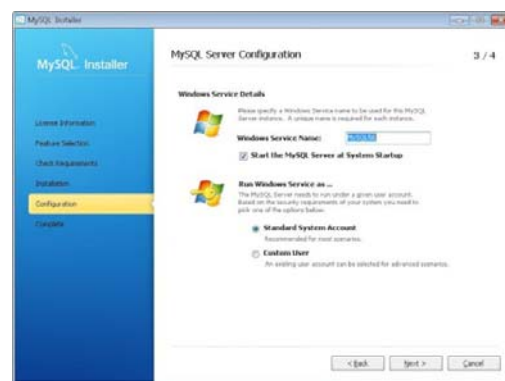 MySQL Installer
MySQL Installer
MySQL Server Configuration
3 / 4
License Information
Feature Selection
Check Requirements
Installation
Configuration
Complete
Windows Service Details
Please specify a Windows Service name to be used for this MySQL
Server instance. A unique name is required for each instance.
Windows Service Name:
Start the MySQL Server at System Startup
Run Windows Service as ...
The MySQL Server needs to run under a given user account.
Based on the security requirements of your system you need to
pick one of the options below.
Standard System Account
Recommended for most scenarios.
Custom User
An existing user account can be selected for advanced scenarios.
< Back
Next >
Cancel